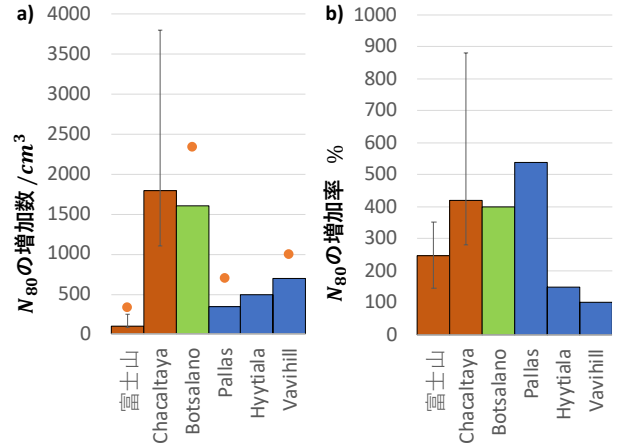 a)
N80の増加数 /cm3
4000
3500
3000
2500
2000
1500
1000
500
0
富士山
Chacaltaya
Botsalano
Pallas
Hyytiala
Vavihill
b)
N80の増加率 %
1000
900
800
700
600
500
400
300
200
100
0
富士山
Chacaltaya
Botsalano
Pallas
Hyytiala
Vavihill